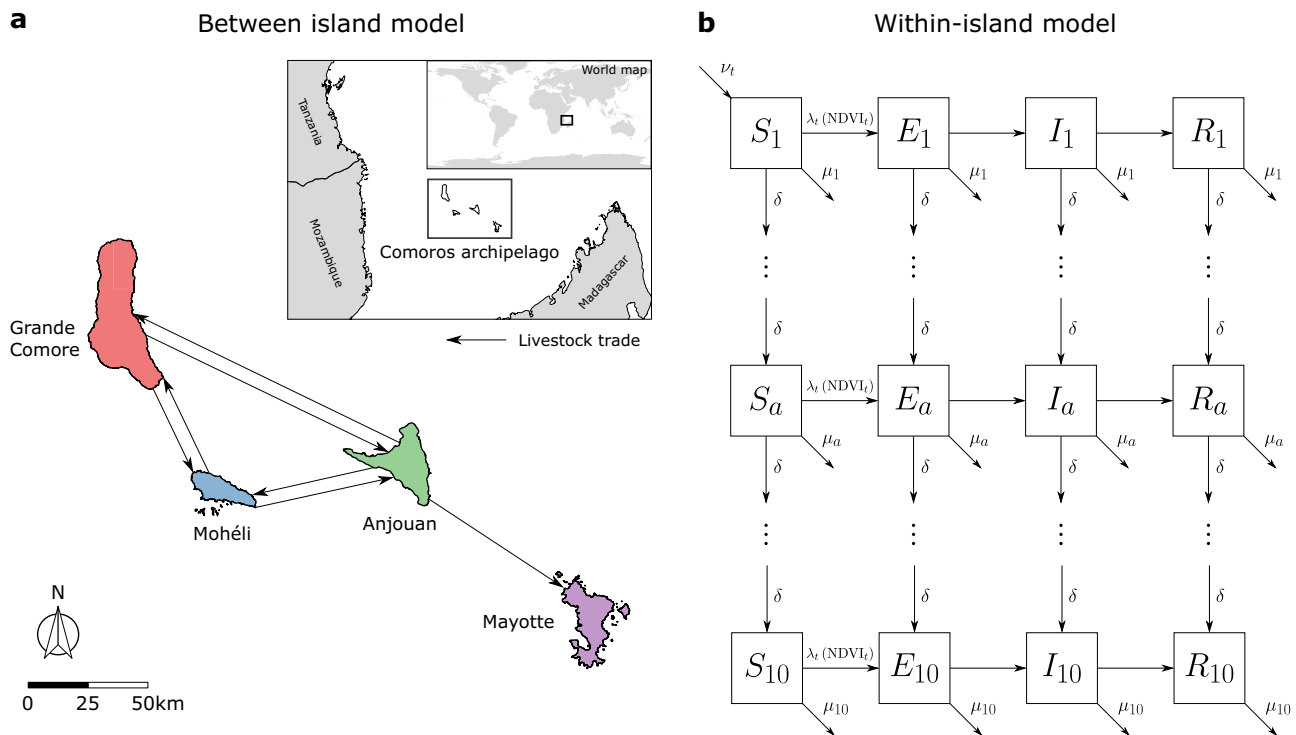 a
Between island model
World map
Tanzania
Mozambique
Comoros archipelago
Madagascar
Livestock trade
Grande
Comore
Mohéli
Anjouan
Mayotte
N
0 25 50km
b
Within-island model
νt
S1 λt (NDVIt) E1 I1 R1
μ1 μ1 μ1 μ1
δ δ δ δ
⋮ ⋮ ⋮ ⋮
δ δ δ δ
Sa λt (NDVIt) Ea Ia Ra
μa μa μa μa
δ δ δ δ
⋮ ⋮ ⋮ ⋮
δ δ δ δ
S10 λt (NDVIt) E10 I10 R10
μ10 μ10 μ10 μ10